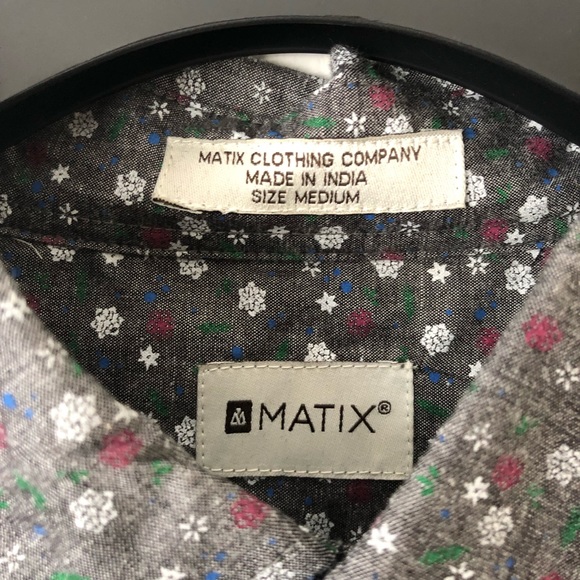 MATIX CLOTHING COMPANY
MADE IN INDIA
SIZE MEDIUM
MATIX®